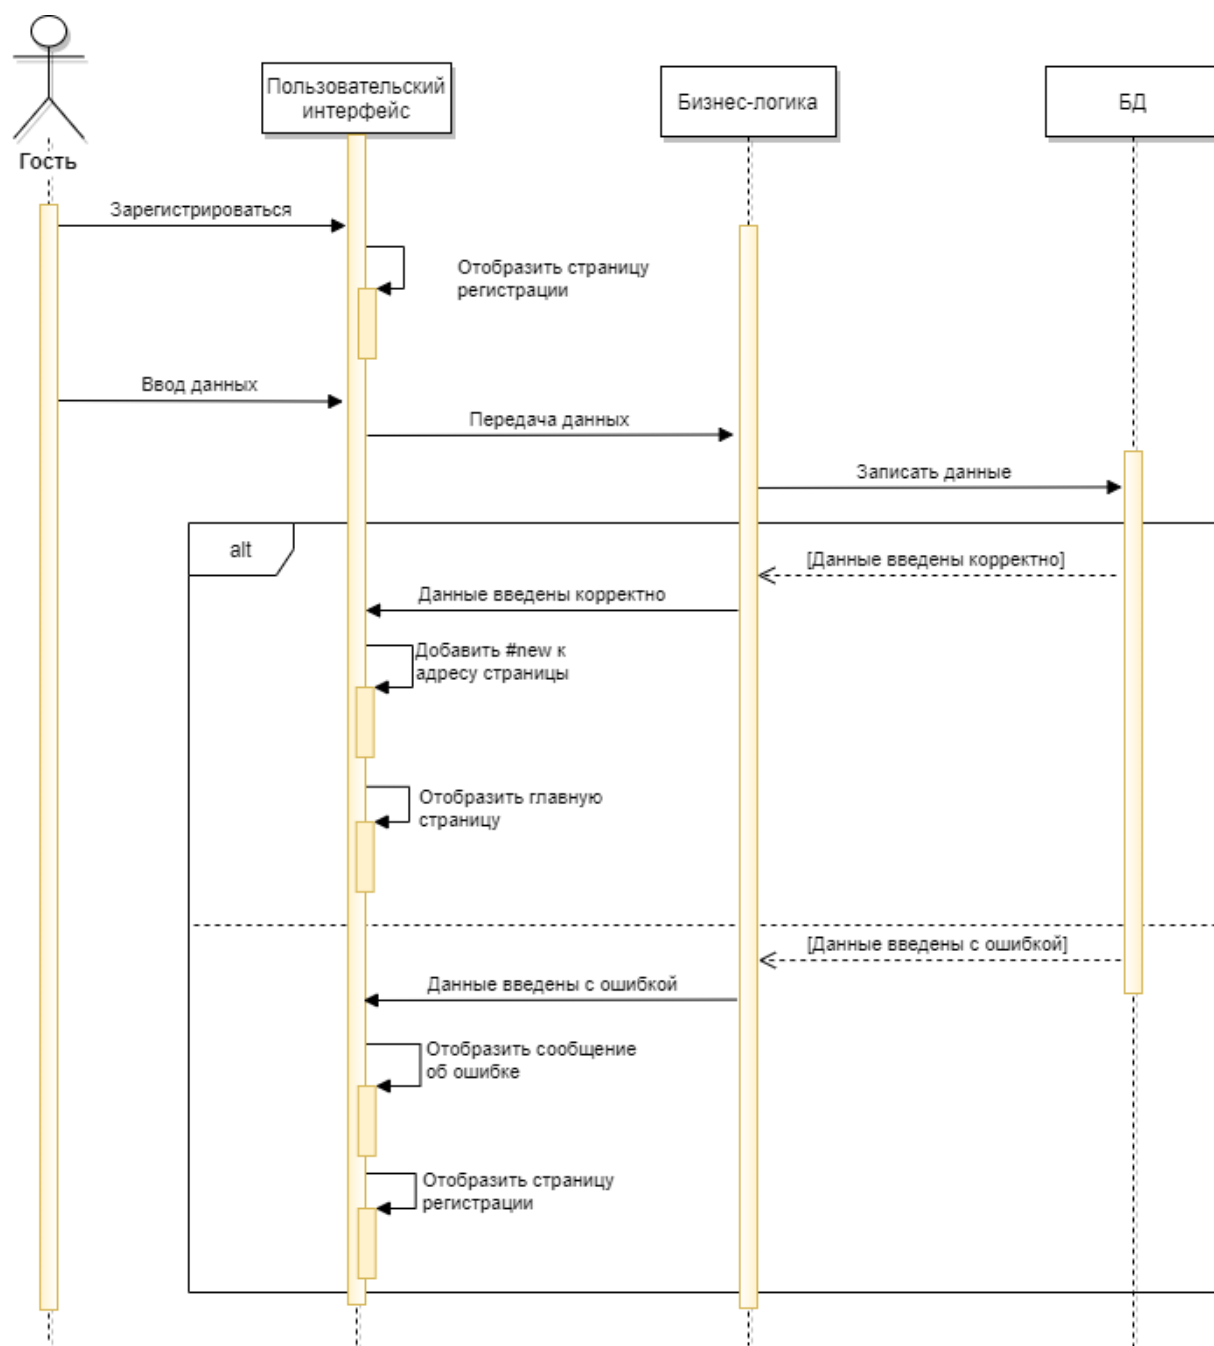 Гость
Пользовательский
интерфейс
Бизнес-логика
БД
Зарегистрироваться
Отобразить страницу
регистрации
Ввод данных
Передача данных
Записать данные
alt
[Данные введены корректно]
Данные введены корректно
Добавить #new к
адресу страницы
Отобразить главную
страницу
[Данные введены с ошибкой]
Данные введены с ошибкой
Отобразить сообщение
об ошибке
Отобразить страницу
регистрации